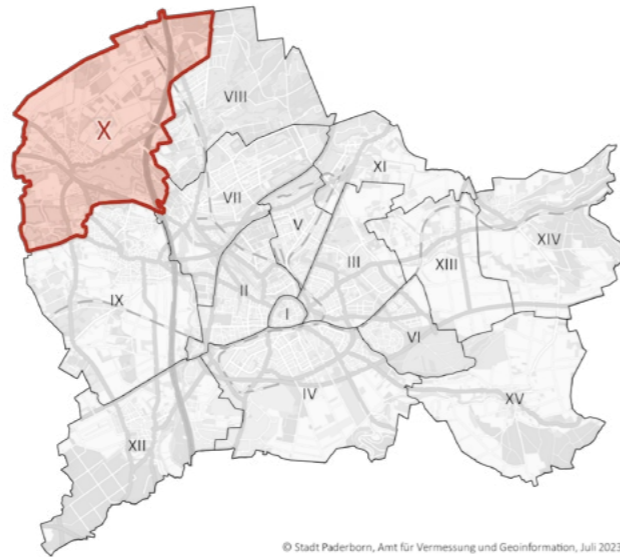 VIII
X
XI
VII
V
XIV
III
XIII
IX
II
I
VI
IV
XV
XII
© Stadt Paderborn, Amt für Vermessung und Geoinformation, Juli 2023